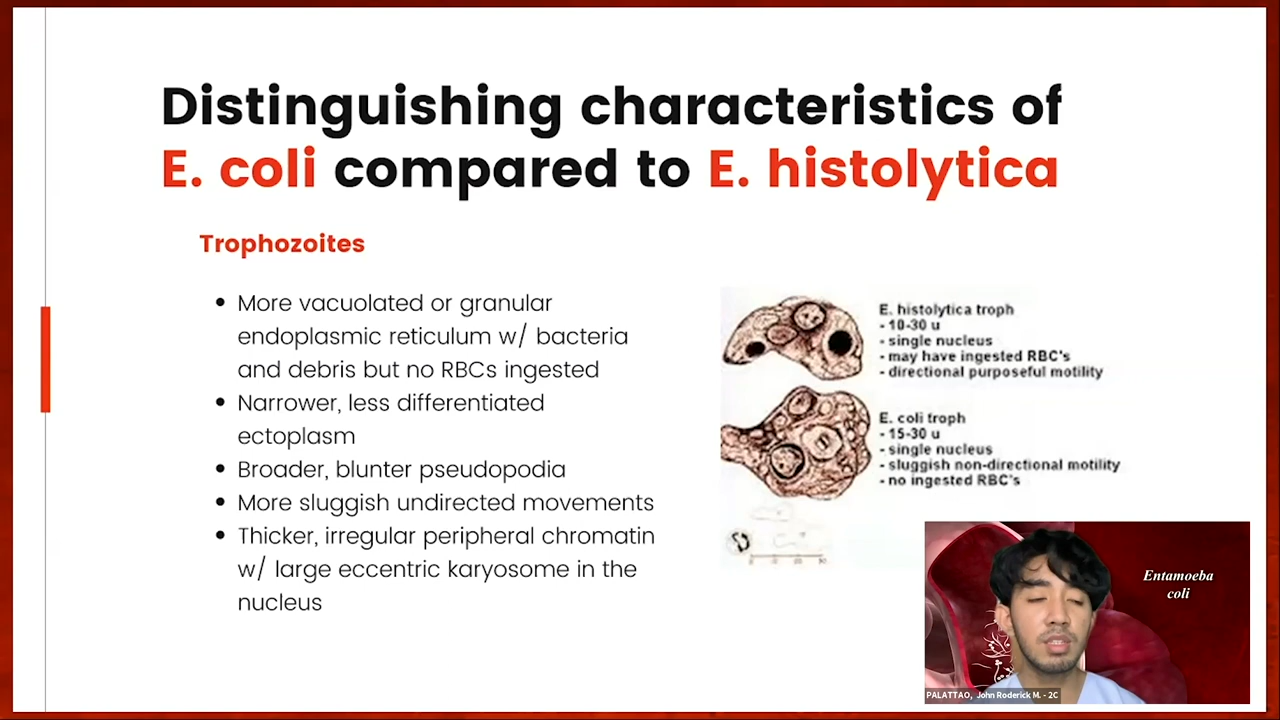 Distinguishing characteristics of
E. coli compared to E. histolytica
Trophozoites
• More vacuolated or granular
endoplasmic reticulum w/ bacteria
and debris but no RBCs ingested
• Narrower, less differentiated
ectoplasm
• Broader, blunter pseudopodia
• More sluggish undirected movements
• Thicker, irregular peripheral chromatin
w/ large eccentric karyosome in the
nucleus
E. histolytica troph
- 10-30 u
- single nucleus
- may have ingested RBC's
- directional purposeful motility
E. coli troph
- 15-30 u
- single nucleus
- sluggish non-directional motility
- no ingested RBC's
Entamoeba
coli
PALATTAO, John Roderick M. - 2C